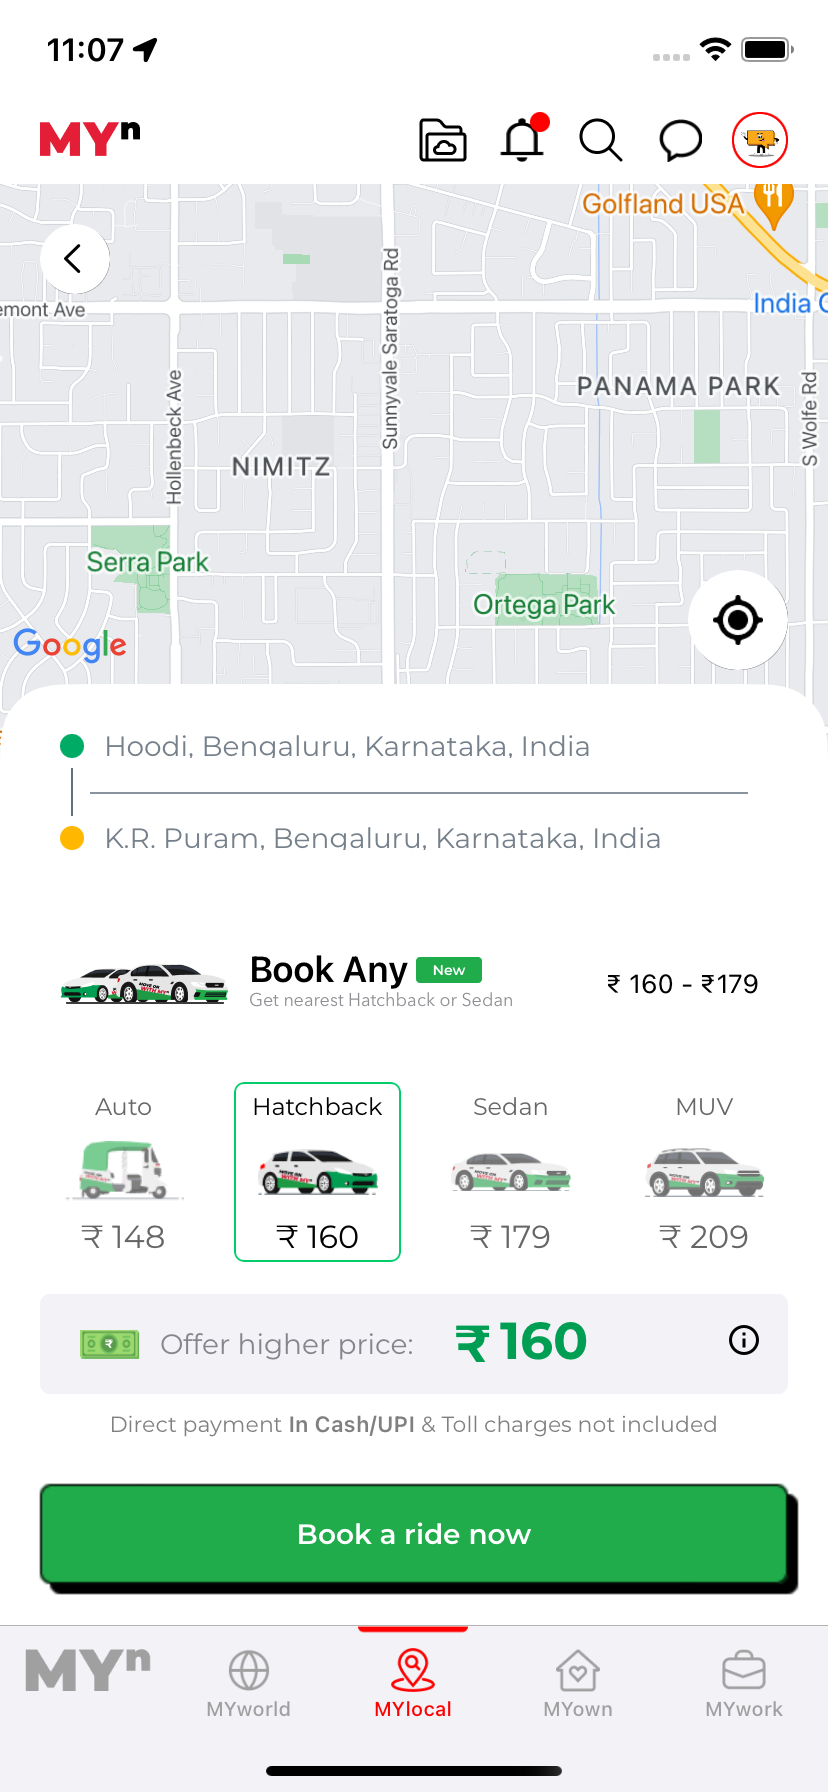 11:07
MYn
Golfland USA
emont Ave
India
Sunnyvale Saratoga Rd
Hollenbeck Ave
PANAMA PARK
S Wolfe Rd
NIMITZ
Serra Park
Ortega Park
Google
Hoodi, Bengaluru, Karnataka, India
K.R. Puram, Bengaluru, Karnataka, India
Book Any New
Get nearest Hatchback or Sedan
₹ 160 - ₹179
Auto Hatchback Sedan MUV
₹ 148 ₹ 160 ₹ 179 ₹ 209
Offer higher price: ₹ 160
Direct payment In Cash/UPI & Toll charges not included
Book a ride now
MYn
MYworld MYlocal MYown MYwork